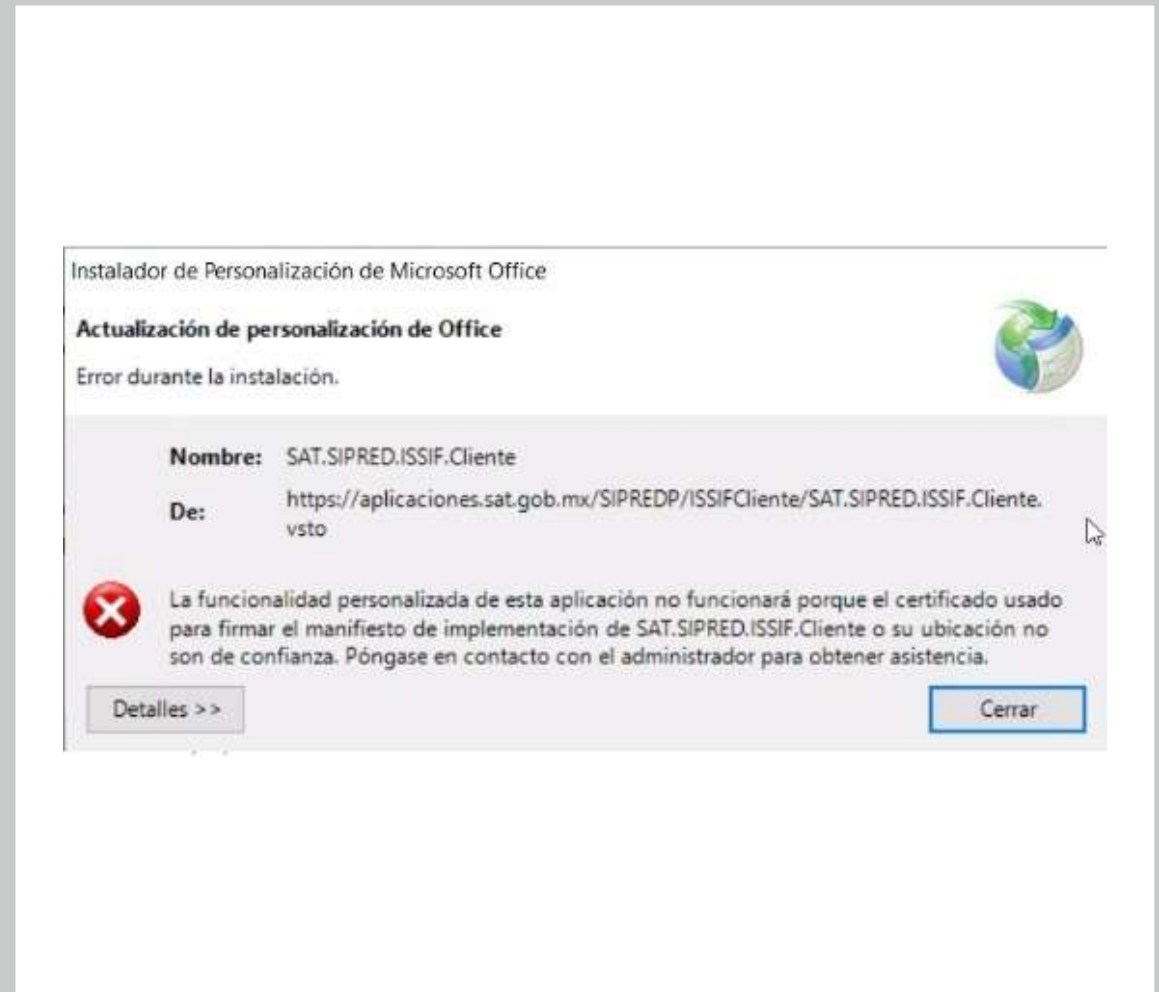 Instalador de Personalización de Microsoft Office
Actualización de personalización de Office
Error durante la instalación.
Nombre: SAT.SIPRED.ISSIF.Cliente
De: https://aplicaciones.sat.gob.mx/SIPREDP/ISSIFCliente/SAT.SIPRED.ISSIF.Cliente.
vsto
La funcionalidad personalizada de esta aplicación no funcionará porque el certificado usado
para firmar el manifiesto de implementación de SAT.SIPRED.ISSIF.Cliente o su ubicación no
son de confianza. Póngase en contacto con el administrador para obtener asistencia.
Detalles >> Cerrar